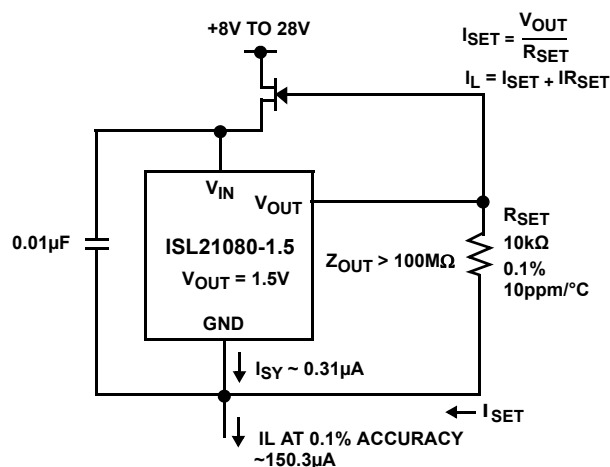 +8V TO 28V
I_SET = V_OUT / R_SET
I_L = I_SET + IR_SET
V_IN
V_OUT
0.01µF
ISL21080-1.5
V_OUT = 1.5V
GND
Z_OUT > 100MΩ
R_SET
10kΩ
0.1%
10ppm/°C
I_SY ~ 0.31µA
I_SET
IL AT 0.1% ACCURACY
~150.3µA